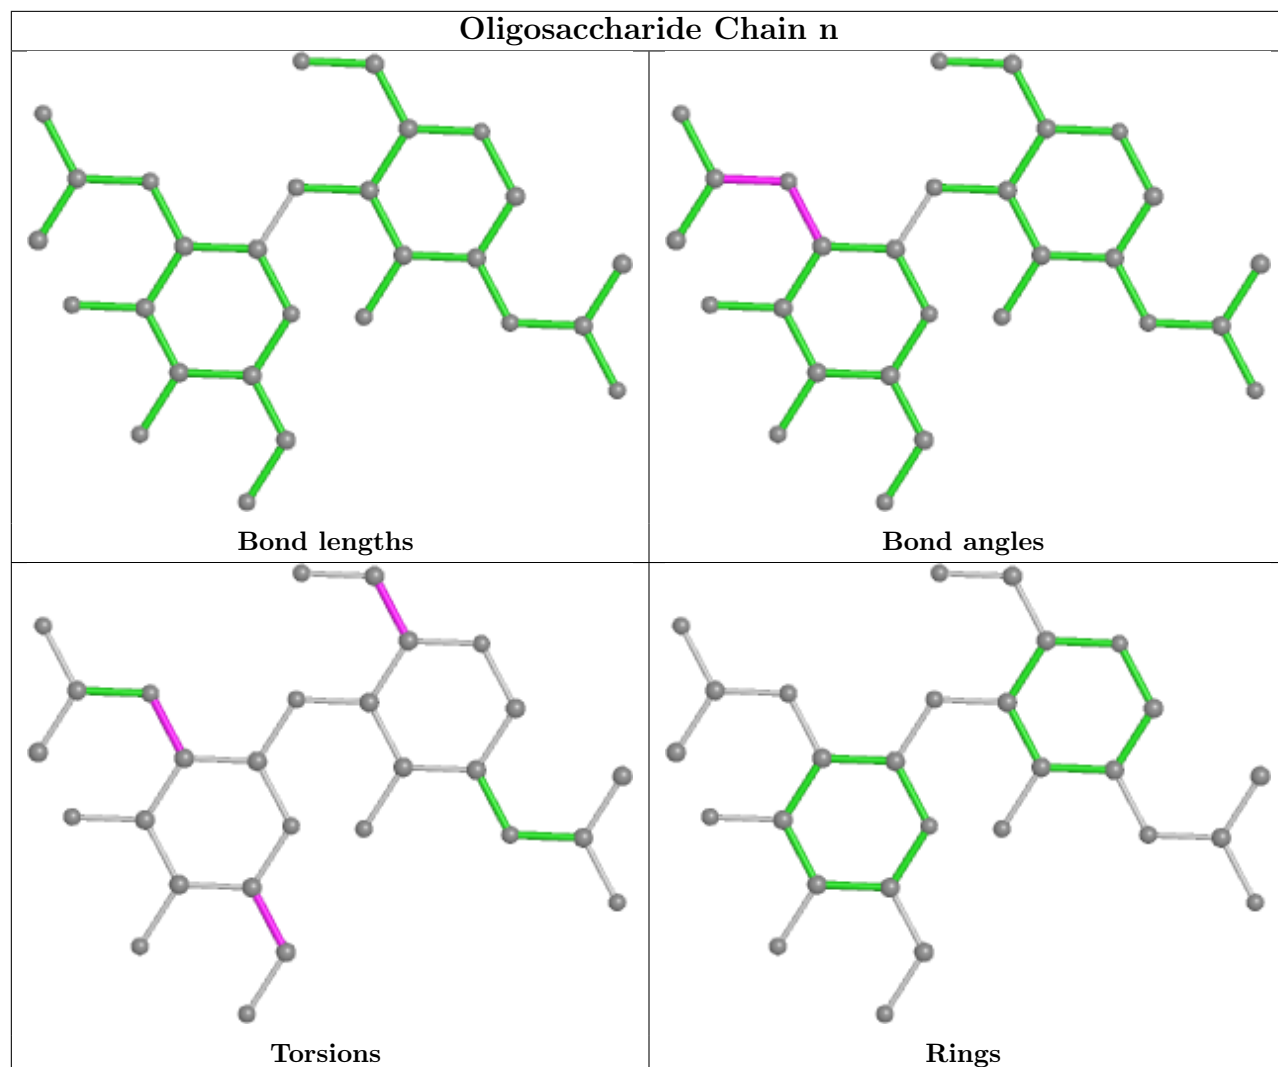 Oligosaccharide Chain n
Bond lengths
Bond angles
Torsions
Rings